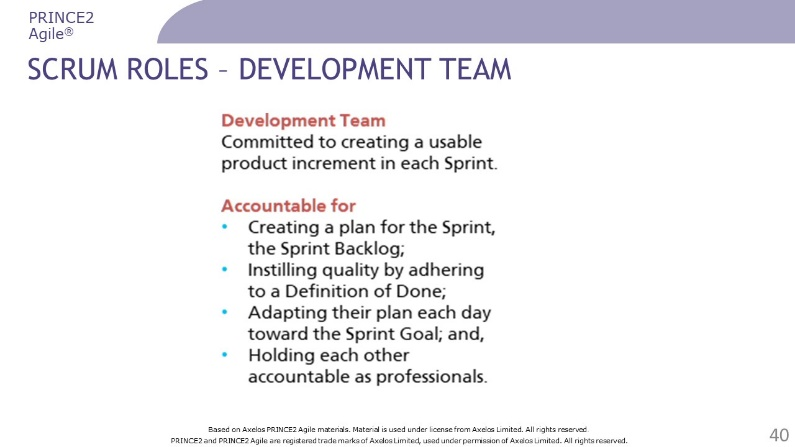 PRINCE2
Agile®
SCRUM ROLES – DEVELOPMENT TEAM
Development Team
Committed to creating a usable
product increment in each Sprint.
Accountable for
• Creating a plan for the Sprint,
the Sprint Backlog;
• Instilling quality by adhering
to a Definition of Done;
• Adapting their plan each day
toward the Sprint Goal; and,
• Holding each other
accountable as professionals.
Based on Axelos PRINCE2 Agile materials. Material is used under license from Axelos Limited. All rights reserved.
PRINCE2 and PRINCE2 Agile are registered trade marks of Axelos Limited, used under permission of Axelos Limited. All rights reserved.
40